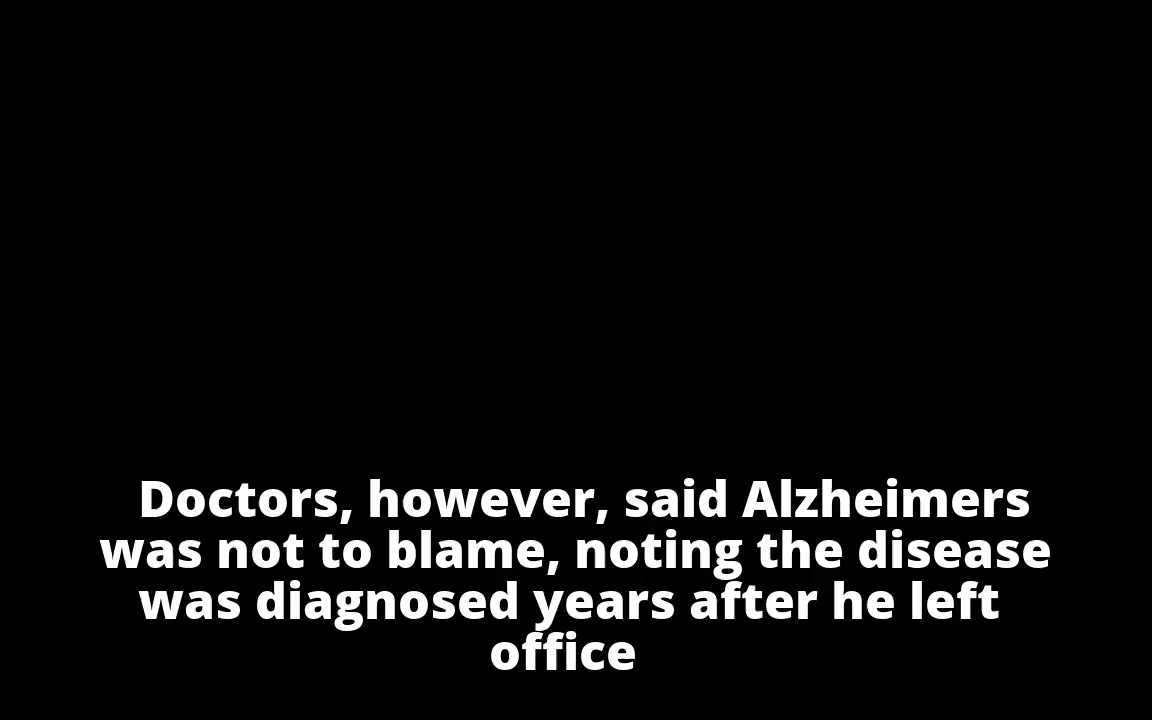 Doctors, however, said Alzheimers
was not to blame, noting the disease
was diagnosed years after he left
office